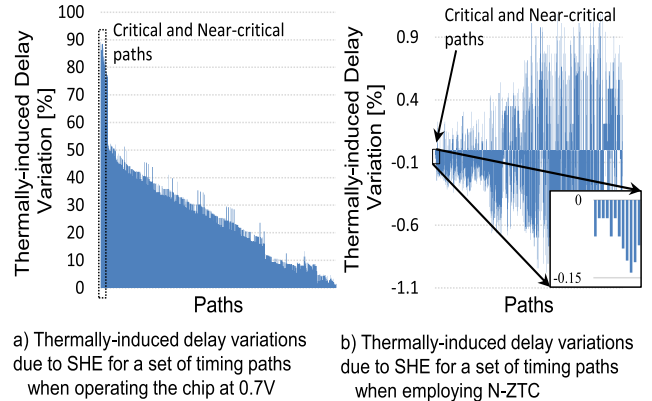 100
90
80
70
60
50
40
30
20
10
0
Thermally-induced Delay
Variation [%]
Critical and Near-critical
paths
Paths
a) Thermally-induced delay variations
due to SHE for a set of timing paths
when operating the chip at 0.7V
Critical and Near-critical
paths
0.9
0.4
-0.1
-0.6
-1.1
Thermally-induced Delay
Variation [%]
0
-0.15
Paths
b) Thermally-induced delay variations
due to SHE for a set of timing paths
when employing N-ZTC